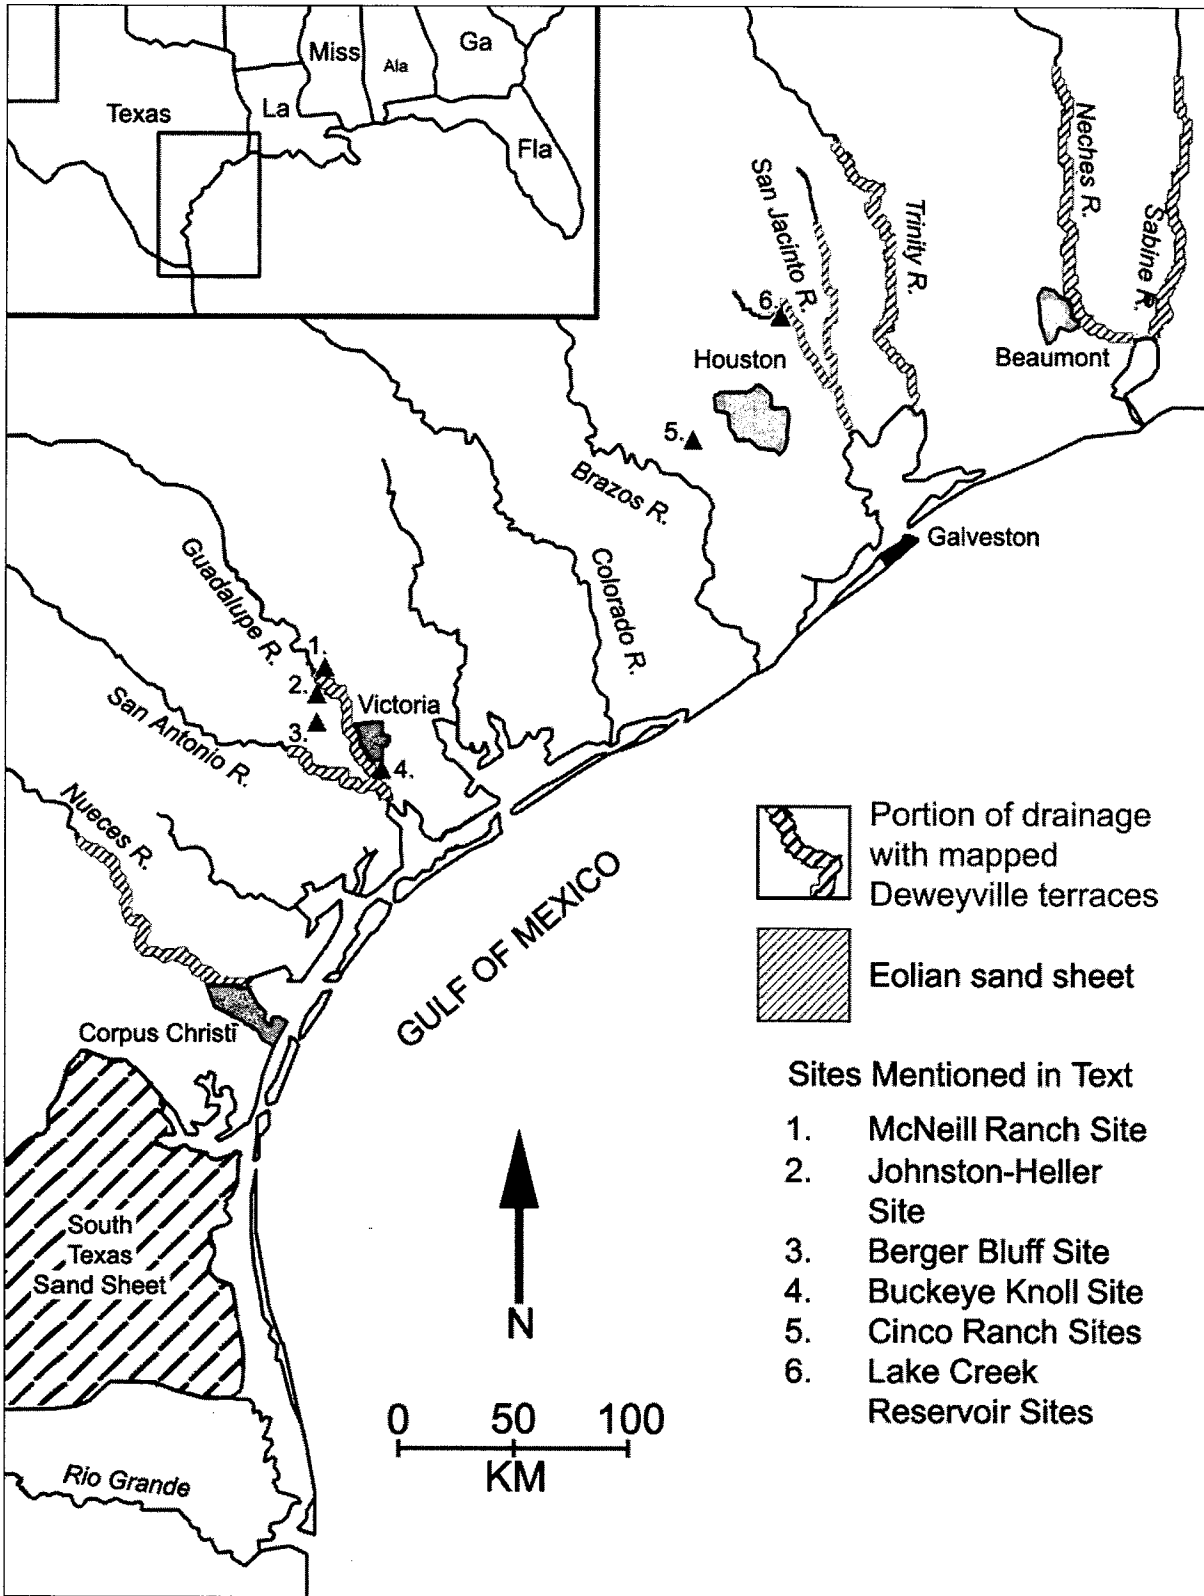 Miss
Ga
Ala
Texas
La
Fla
Neches R.
Sabine R.
San Jacinto R.
Trinity R.
6.
Houston
Beaumont
5.
Brazos R.
Galveston
Guadalupe R.
Colorado R.
1.
2.
San Antonio R.
Victoria
3.
4.
Nueces R.
GULF OF MEXICO
Corpus Christi
Portion of drainage
with mapped
Deweyville terraces
Eolian sand sheet
South
Texas
Sand Sheet
Sites Mentioned in Text
1. McNeill Ranch Site
2. Johnston-Heller
Site
3. Berger Bluff Site
4. Buckeye Knoll Site
5. Cinco Ranch Sites
6. Lake Creek
Reservoir Sites
N
0 50 100
KM
Rio Grande